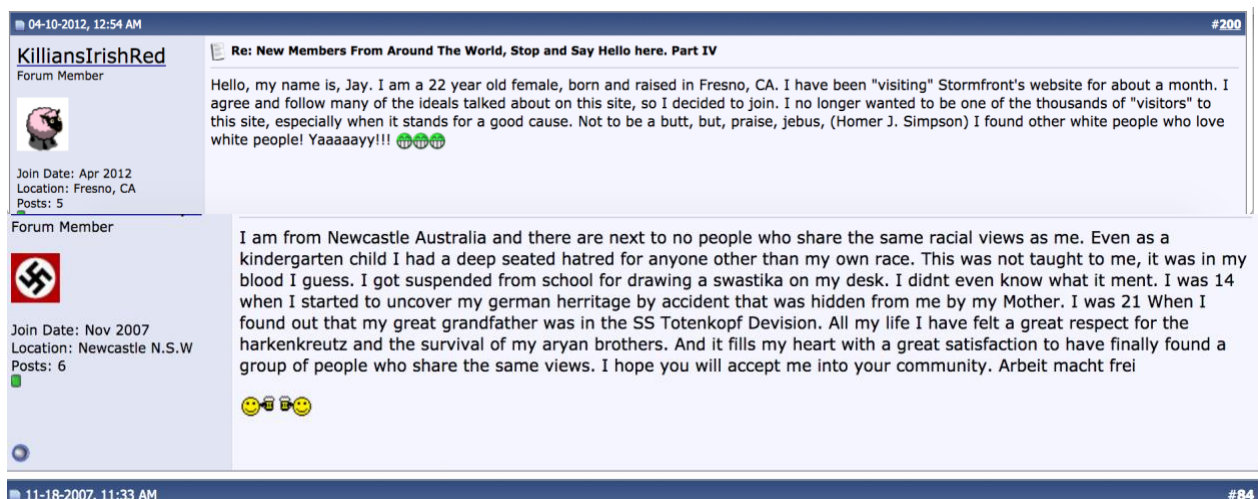 04-10-2012, 12:54 AM #200
KilliansIrishRed
Forum Member
Join Date: Apr 2012
Location: Fresno, CA
Posts: 5
Re: New Members From Around The World, Stop and Say Hello here. Part IV
Hello, my name is, Jay. I am a 22 year old female, born and raised in Fresno, CA. I have been "visiting" Stormfront's website for about a month. I
agree and follow many of the ideals talked about on this site, so I decided to join. I no longer wanted to be one of the thousands of "visitors" to
this site, especially when it stands for a good cause. Not to be a butt, but, praise, jebus, (Homer J. Simpson) I found other white people who love
white people! Yaaaaayy!!!
Forum Member
Join Date: Nov 2007
Location: Newcastle N.S.W
Posts: 6
I am from Newcastle Australia and there are next to no people who share the same racial views as me. Even as a
kindergarten child I had a deep seated hatred for anyone other than my own race. This was not taught to me, it was in my
blood I guess. I got suspended from school for drawing a swastika on my desk. I didnt even know what it ment. I was 14
when I started to uncover my german herritage by accident that was hidden from me by my Mother. I was 21 When I
found out that my great grandfather was in the SS Totenkopf Devision. All my life I have felt a great respect for the
harkenkreutz and the survival of my aryan brothers. And it fills my heart with a great satisfaction to have finally found a
group of people who share the same views. I hope you will accept me into your community. Arbeit macht frei
11-18-2007, 11:33 AM #84